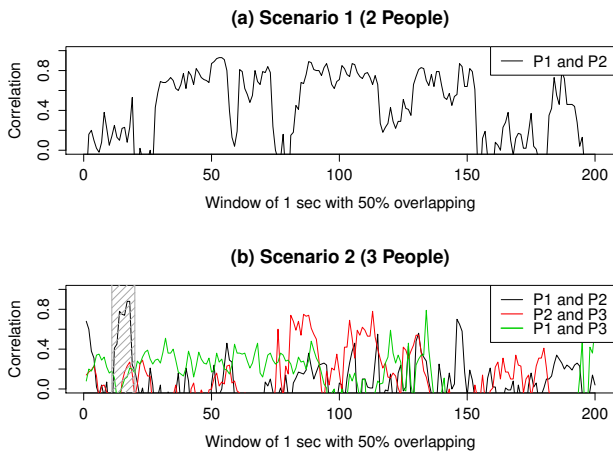 (a) Scenario 1 (2 People)
Correlation
0.0 0.4 0.8
P1 and P2
0 50 100 150 200
Window of 1 sec with 50% overlapping
(b) Scenario 2 (3 People)
Correlation
0.0 0.4 0.8
P1 and P2
P2 and P3
P1 and P3
0 50 100 150 200
Window of 1 sec with 50% overlapping